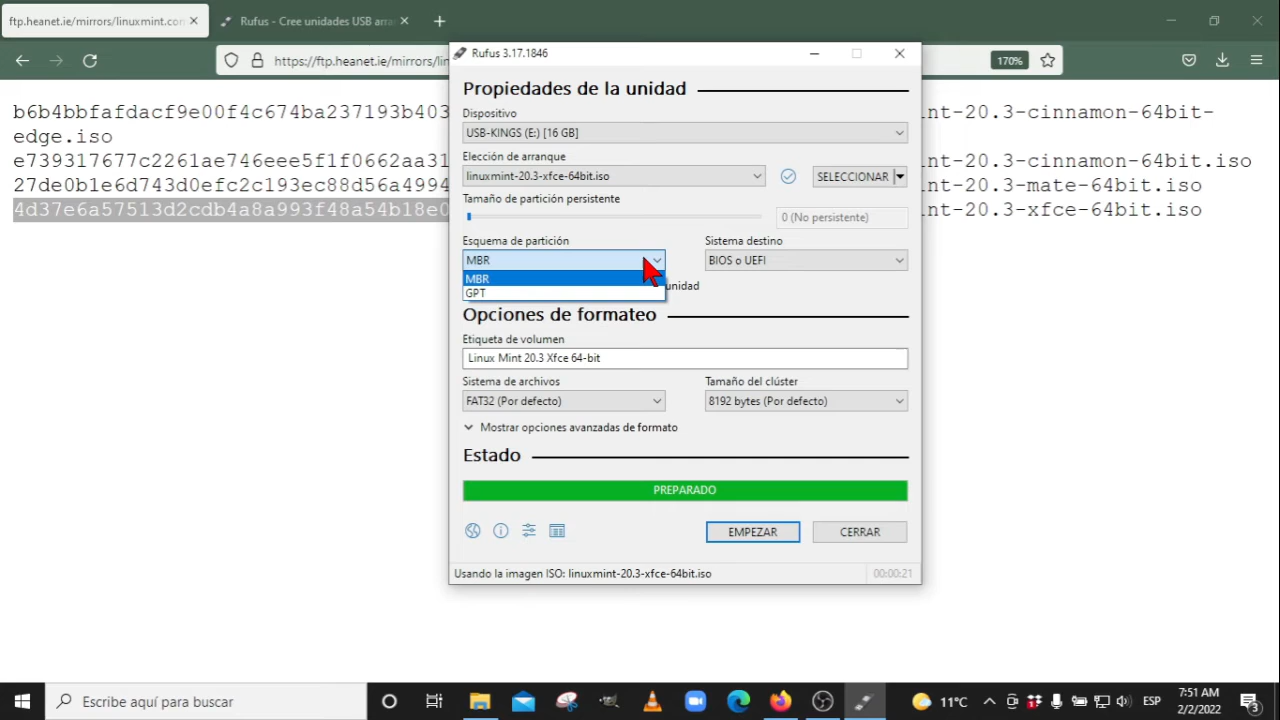 ftp.heanet.ie/mirrors/linuxmint.con
Rufus - Cree unidades USB arra
https://ftp.heanet.ie/mirrors/lin
170%
Rufus 3.17.1846
b6b4bbfafdacf9e00f4c674ba237193b403
nt-20.3-cinnamon-64bit-
edge.iso
e739317677c2261ae746eee5f1f0662aa31
nt-20.3-cinnamon-64bit.iso
27de0b1e6d743d0efc2c193ec88d56a4994
nt-20.3-mate-64bit.iso
4d37e6a57513d2cdb4a8a993f48a54b18e0
nt-20.3-xfce-64bit.iso
Propiedades de la unidad
Dispositivo
USB-KINGS (E:) [16 GB]
Elección de arranque
linuxmint-20.3-xfce-64bit.iso
SELECCIONAR
Tamaño de partición persistente
0 (No persistente)
Esquema de partición
Sistema destino
MBR
BIOS o UEFI
MBR
GPT
unidad
Opciones de formateo
Etiqueta de volumen
Linux Mint 20.3 Xfce 64-bit
Sistema de archivos
Tamaño del clúster
FAT32 (Por defecto)
8192 bytes (Por defecto)
Mostrar opciones avanzadas de formato
Estado
PREPARADO
EMPEZAR
CERRAR
Usando la imagen ISO: linuxmint-20.3-xfce-64bit.iso
00:00:21
Escribe aquí para buscar
11°C
ESP
7:51 AM
2/2/2022
3